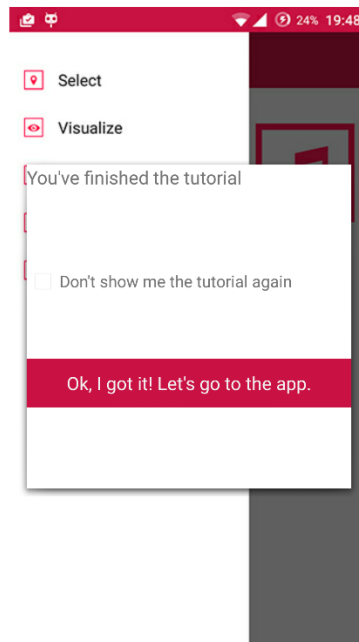 24% 19:48
Select
Visualize
You've finished the tutorial
Don't show me the tutorial again
Ok, I got it! Let's go to the app.